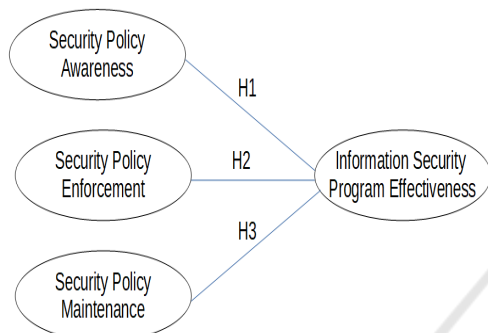 Security Policy
Awareness
H1
Security Policy
Enforcement
H2
Information Security
Program Effectiveness
H3
Security Policy
Maintenance